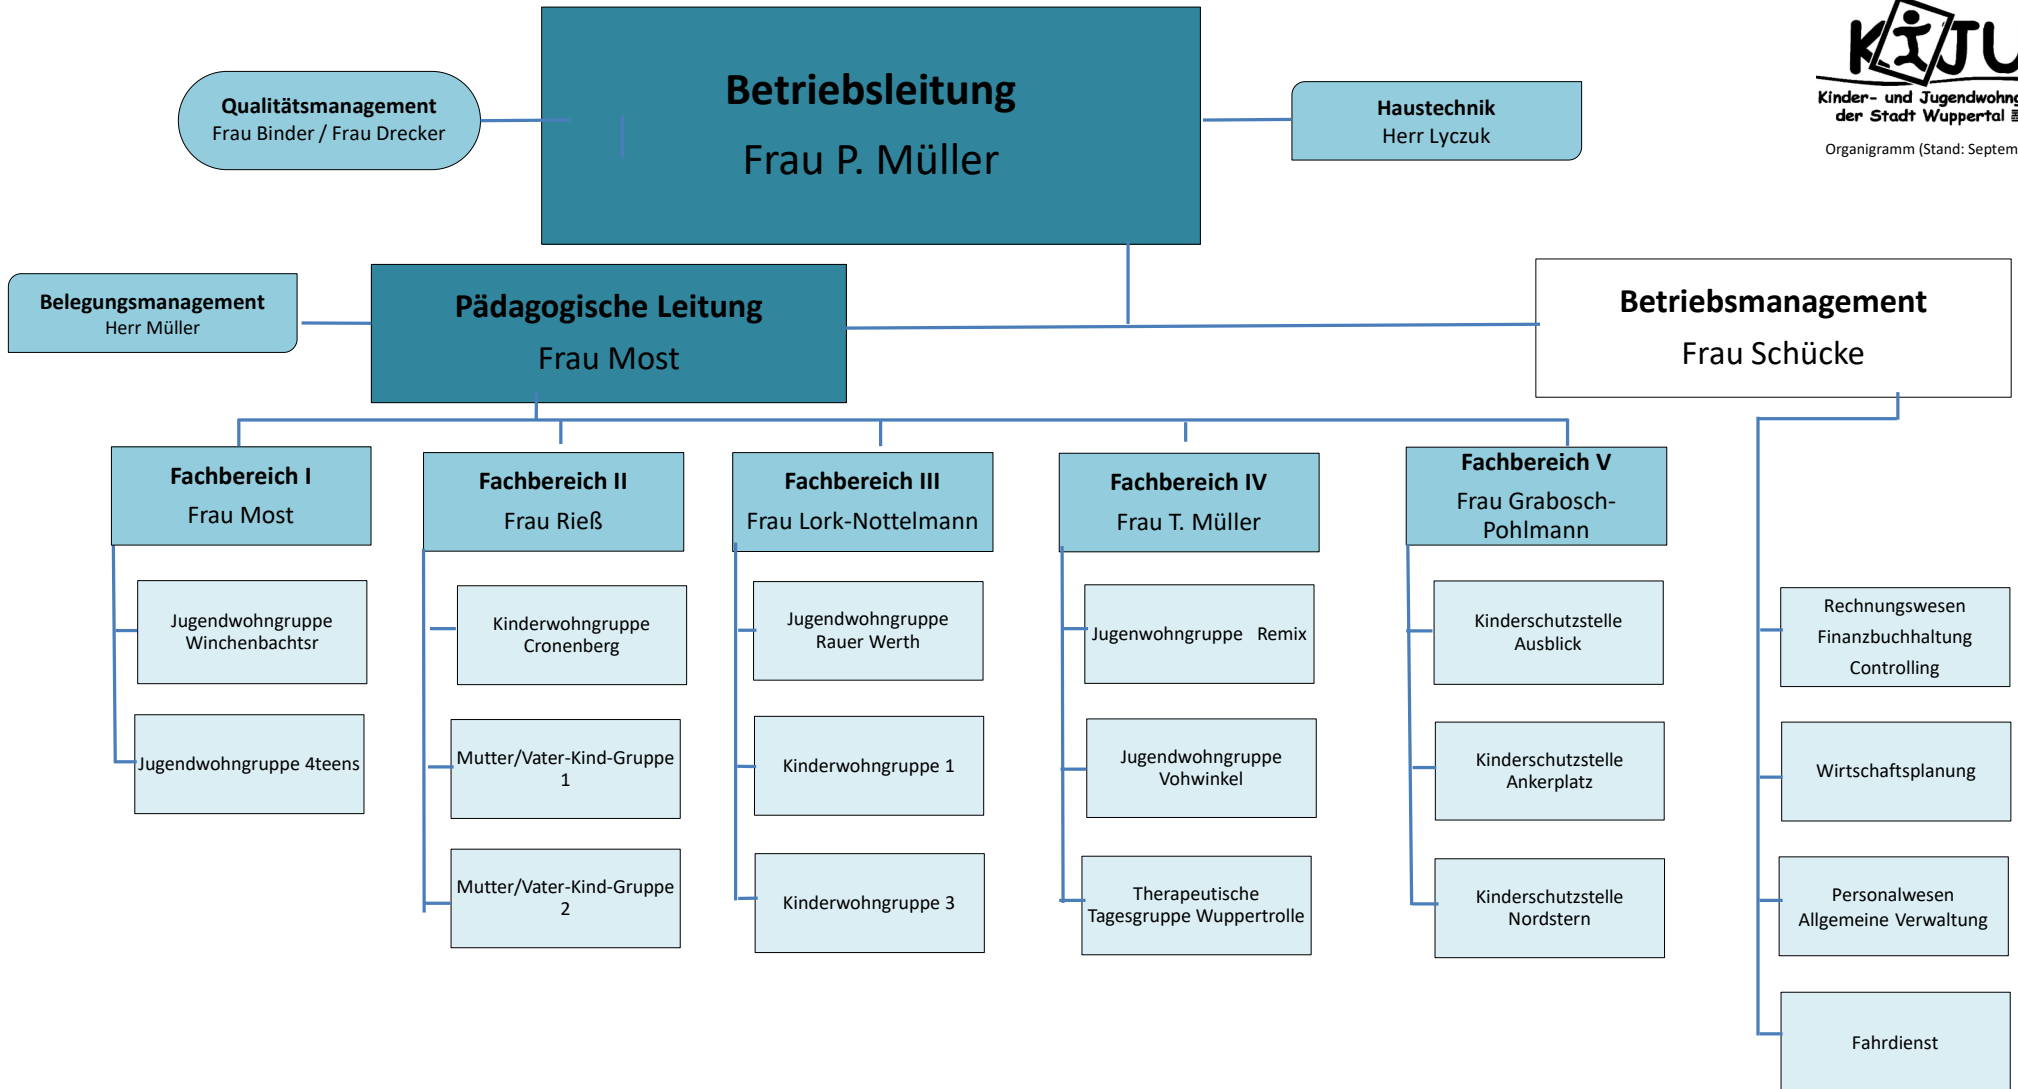 Betriebsleitung
Frau P. Müller
Qualitätsmanagement
Frau Binder / Frau Drecker
Haustechnik
Herr Lyczuk
KiJU
Kinder- und
der Stadt Wuppertal
Organigramm (Stand:
Belegungsmanagement
Herr Müller
Pädagogische Leitung
Frau Most
Betriebsmanagement
Frau Schücke
Fachbereich I
Frau Most
Jugendwohngruppe
Winchenbachtsr
Jugendwohngruppe 4teens
Fachbereich II
Frau Rieß
Kinderwohngruppe
Cronenberg
Mutter/Vater-Kind-Gruppe
1
Mutter/Vater-Kind-Gruppe
2
Fachbereich III
Frau Lork-Nottelmann
Jugendwohngruppe
Rauer Werth
Kinderwohngruppe 1
Kinderwohngruppe 3
Fachbereich IV
Frau T. Müller
Jugenwohngruppe Remix
Jugendwohngruppe
Vohwinkel
Therapeutische
Tagesgruppe Wuppertrolle
Fachbereich V
Frau Grabosch-
Pohlmann
Kinderschutzstelle
Ausblick
Kinderschutzstelle
Ankerplatz
Kinderschutzstelle
Nordstern
Rechnungswesen
Finanzbuchhaltung
Controlling
Wirtschaftsplanung
Personalwesen
Allgemeine Verwaltung
Fahrdienst